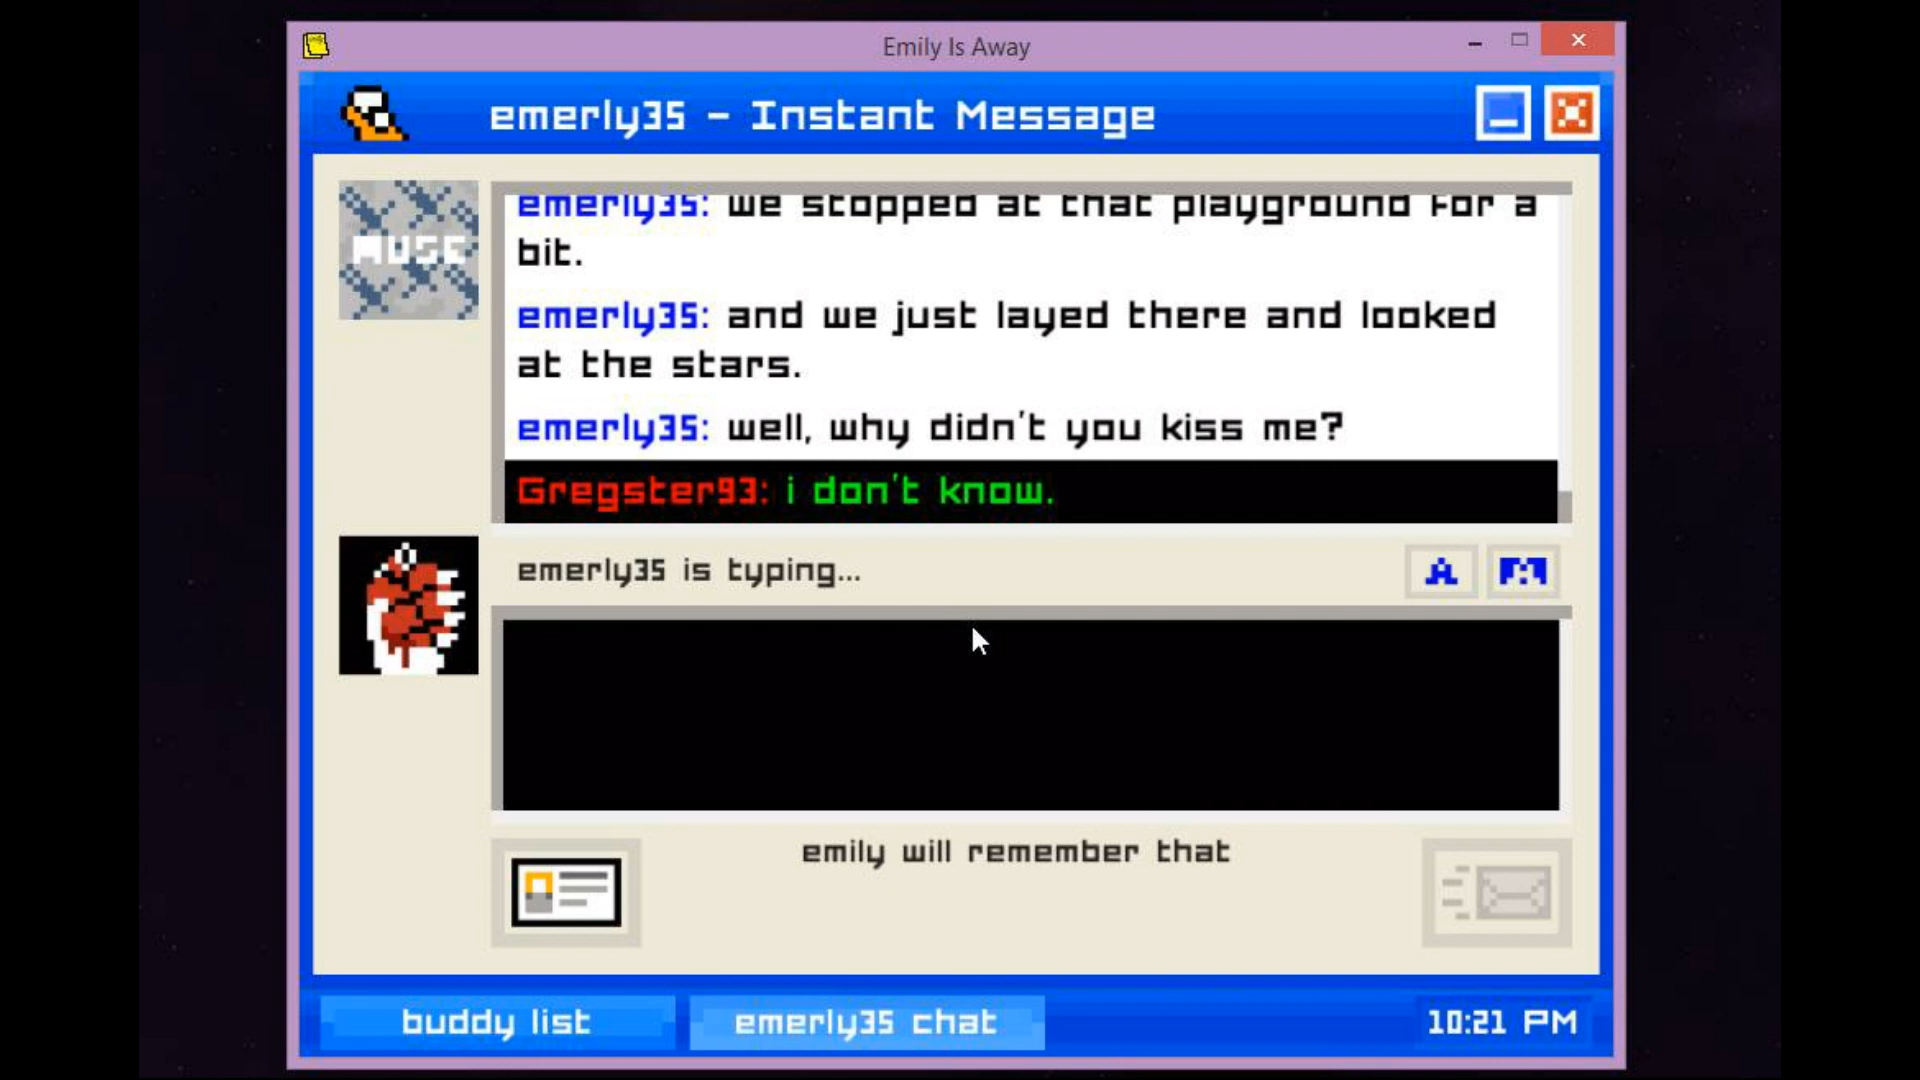 Emily Is Away
emerly35 - Instant Message
MUSE
emerly35: we stopped at that playground for a
bit.
emerly35: and we just layed there and looked
at the stars.
emerly35: well, why didn't you kiss me?
Gregster93: i don't know.
emerly35 is typing...
A
emily will remember that
buddy list
emerly35 chat
10:21 PM